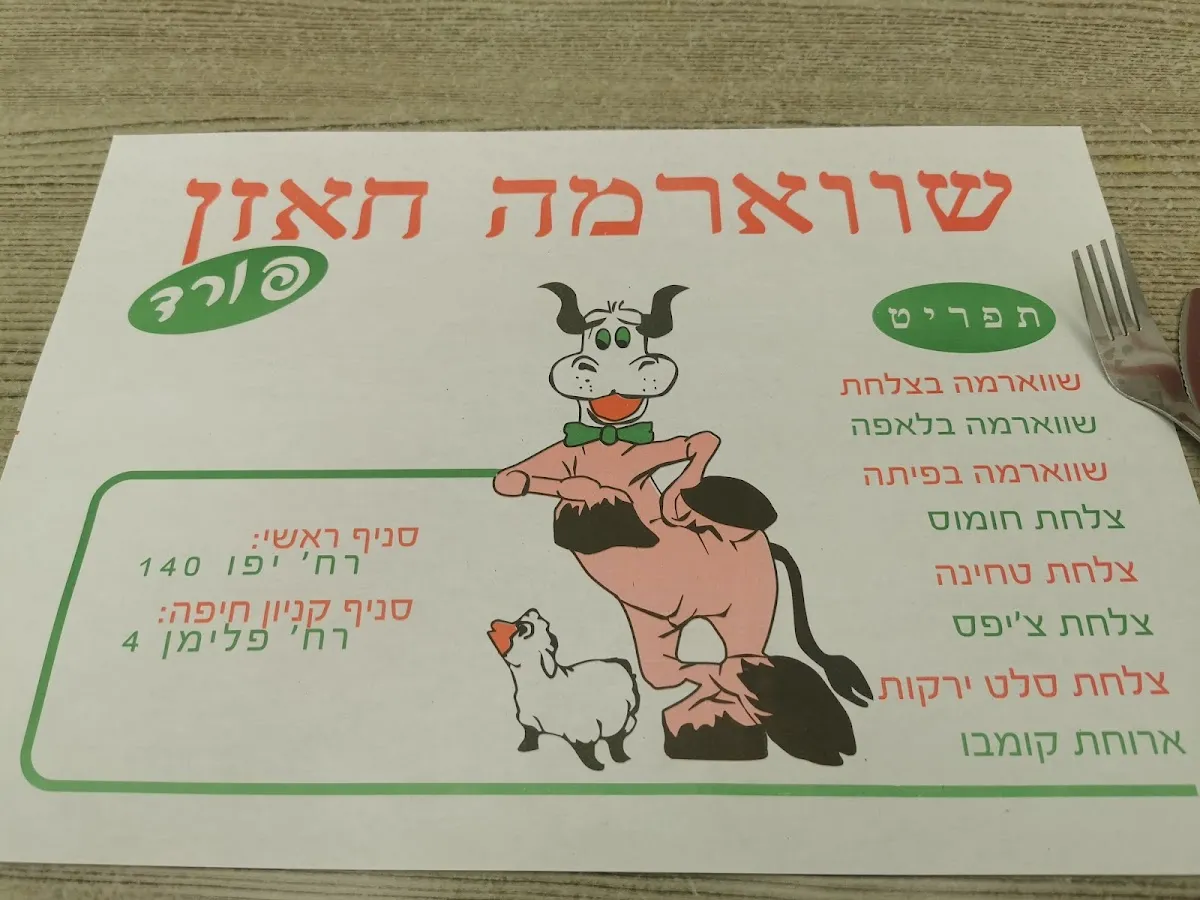 שווארמה חאזן
פורד
תפריט
שווארמה בצלחת
שווארמה בלאפה
שווארמה בפיתה
צלחת חומוס
צלחת טחינה
צלחת צ'יפס
צלחת סלט ירקות
ארוחת קומבו
סניף ראשי:
רח' יפו 140
סניף קניון חיפה:
רח' פלימן 4